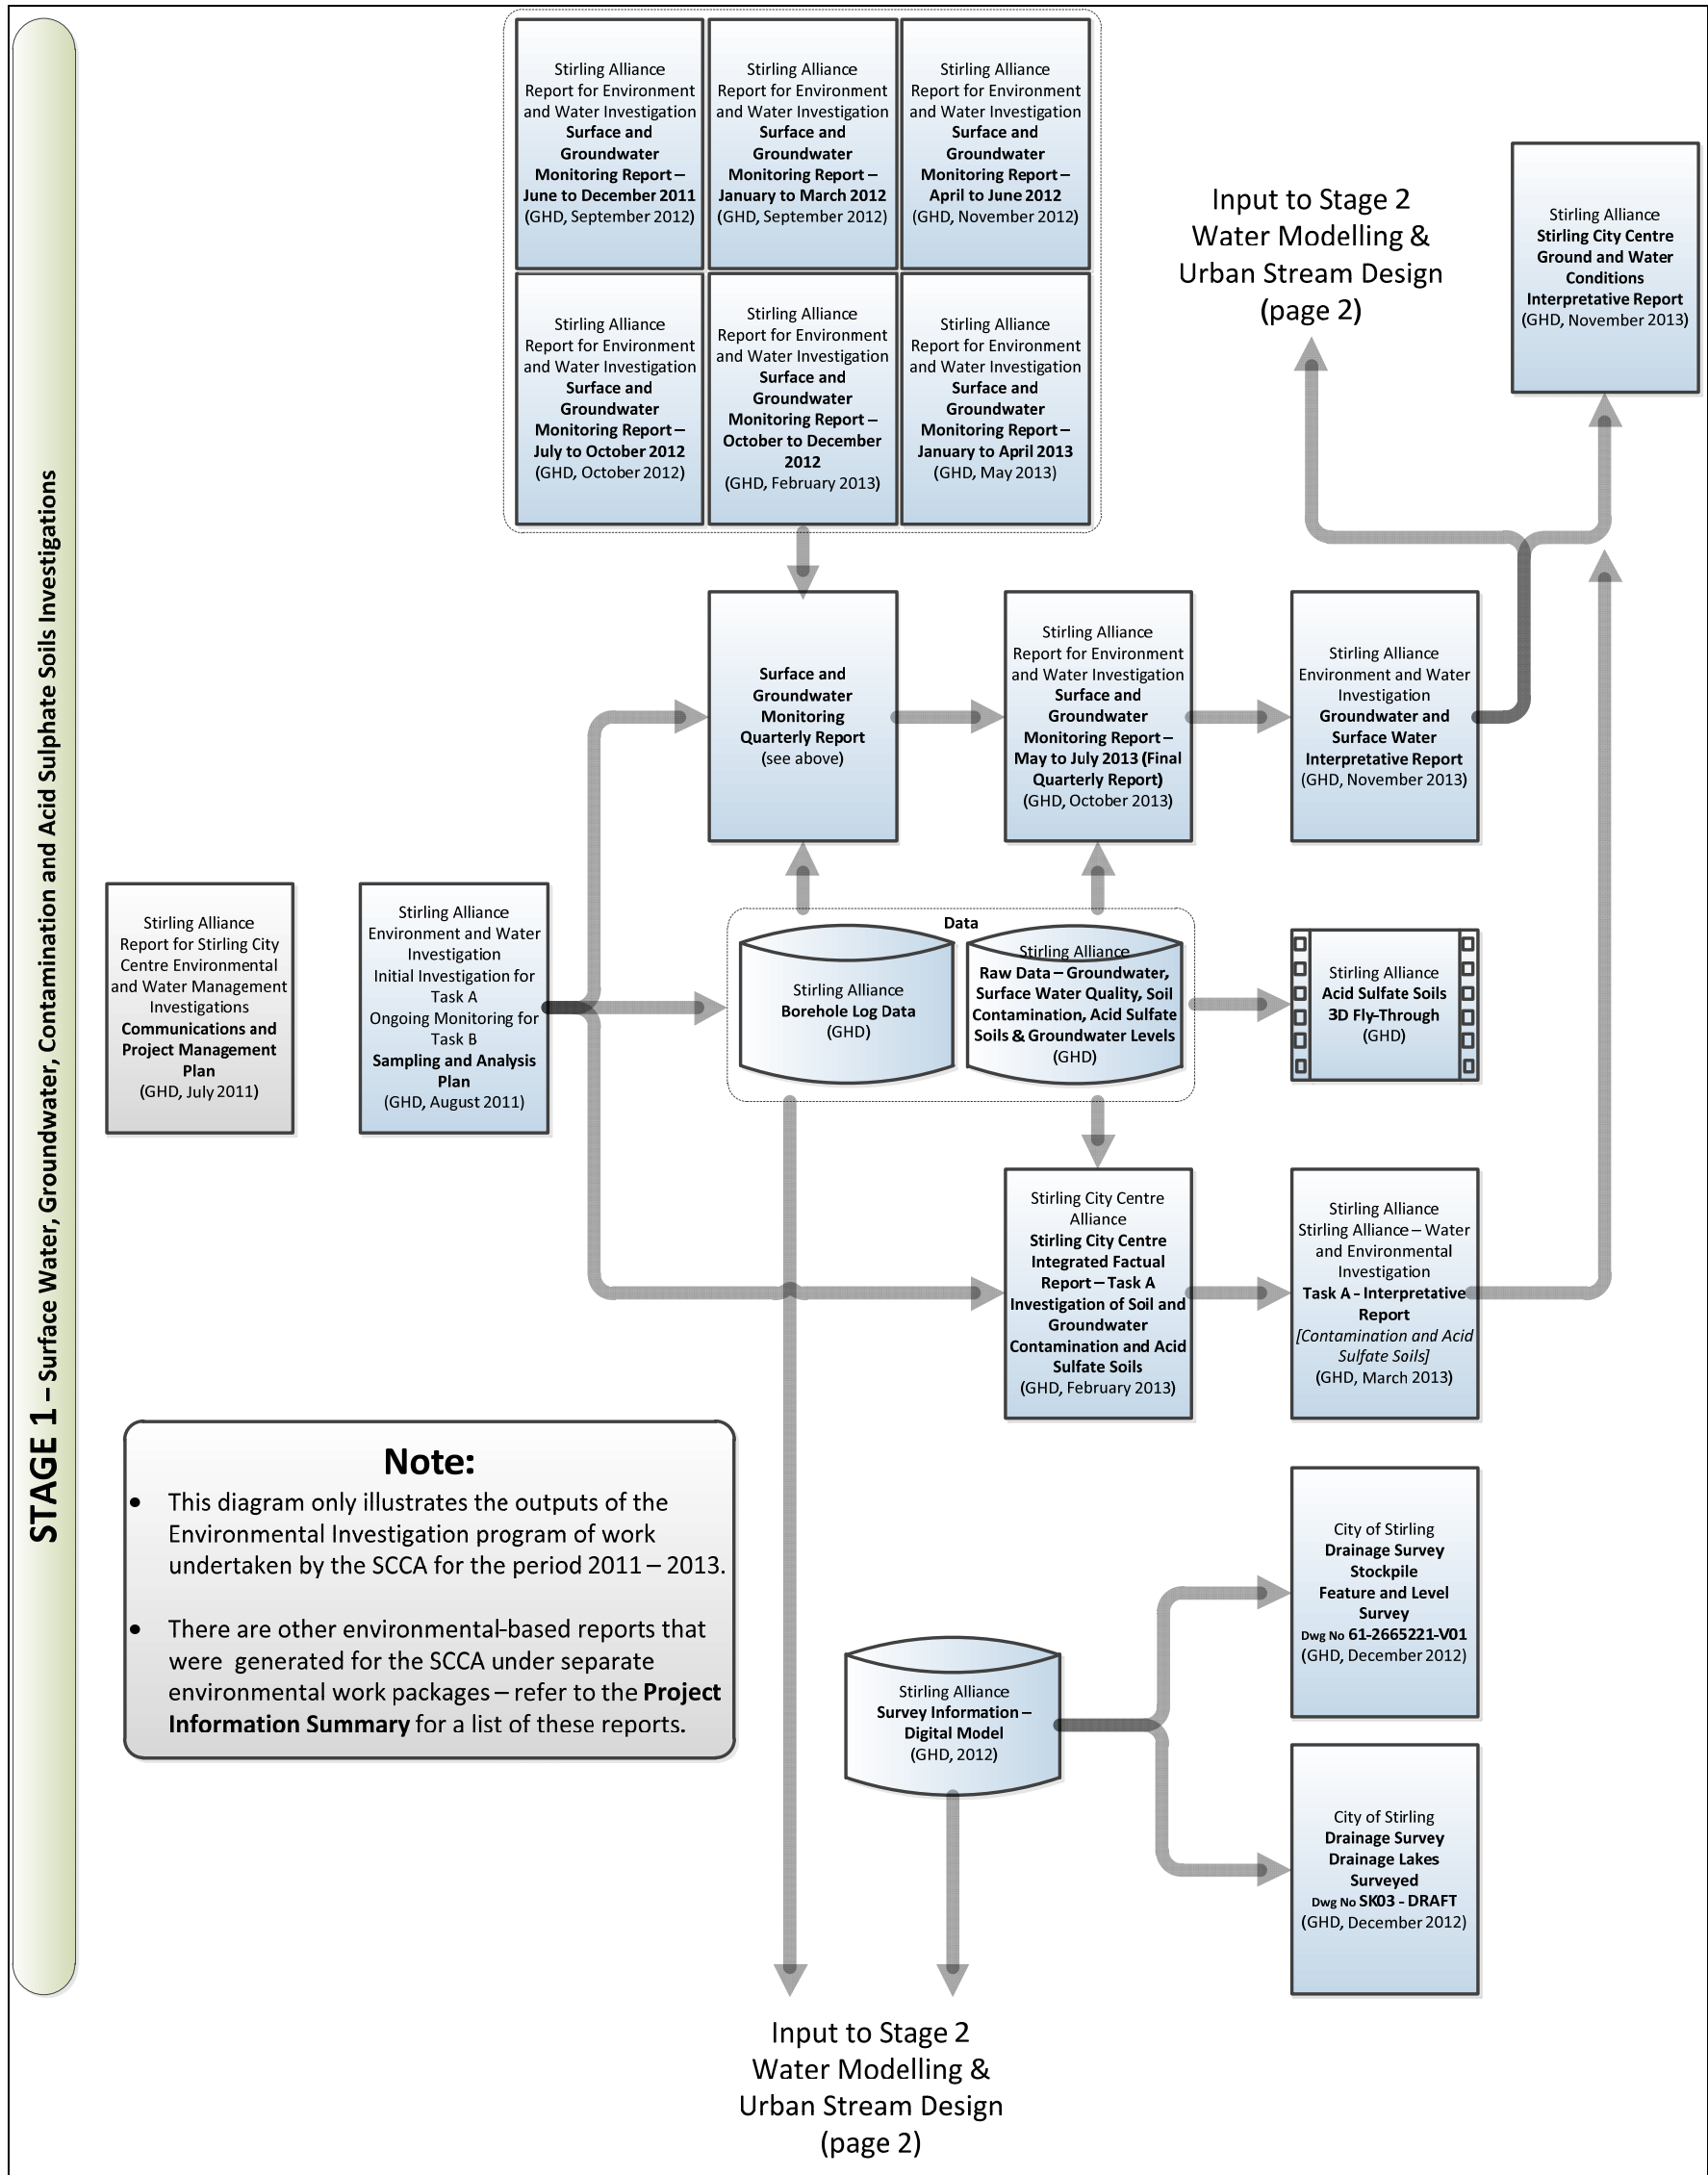 STAGE 1 – Surface Water, Groundwater, Contamination and Acid Sulphate Soils Investigations
Stirling Alliance
Report for Environment
and Water Investigation
Surface and
Groundwater
Monitoring Report –
June to December 2011
(GHD, September 2012)
Stirling Alliance
Report for Environment
and Water Investigation
Surface and
Groundwater
Monitoring Report –
January to March 2012
(GHD, September 2012)
Stirling Alliance
Report for Environment
and Water Investigation
Surface and
Groundwater
Monitoring Report –
April to June 2012
(GHD, November 2012)
Stirling Alliance
Report for Environment
and Water Investigation
Surface and
Groundwater
Monitoring Report –
July to October 2012
(GHD, October 2012)
Stirling Alliance
Report for Environment
and Water Investigation
Surface and
Groundwater
Monitoring Report –
October to December
2012
(GHD, February 2013)
Stirling Alliance
Report for Environment
and Water Investigation
Surface and
Groundwater
Monitoring Report –
January to April 2013
(GHD, May 2013)
Input to Stage 2
Water Modelling &
Urban Stream Design
(page 2)
Stirling Alliance
Stirling City Centre
Ground and Water
Conditions
Interpretative Report
(GHD, November 2013)
Surface and
Groundwater
Monitoring
Quarterly Report
(see above)
Stirling Alliance
Report for Environment
and Water Investigation
Surface and
Groundwater
Monitoring Report –
May to July 2013 (Final
Quarterly Report)
(GHD, October 2013)
Stirling Alliance
Environment and Water
Investigation
Groundwater and
Surface Water
Interpretative Report
(GHD, November 2013)
Stirling Alliance
Report for Stirling City
Centre Environmental
and Water Management
Investigations
Communications and
Project Management
Plan
(GHD, July 2011)
Stirling Alliance
Environment and Water
Investigation
Initial Investigation for
Task A
Ongoing Monitoring for
Task B
Sampling and Analysis
Plan
(GHD, August 2011)
Data
Stirling Alliance
Borehole Log Data
(GHD)
Stirling Alliance
Raw Data – Groundwater,
Surface Water Quality, Soil
Contamination, Acid Sulfate
Soils & Groundwater Levels
(GHD)
Stirling Alliance
Acid Sulfate Soils
3D Fly-Through
(GHD)
Stirling City Centre
Alliance
Stirling City Centre
Integrated Factual
Report – Task A
Investigation of Soil and
Groundwater
Contamination and Acid
Sulfate Soils
(GHD, February 2013)
Stirling Alliance
Stirling Alliance – Water
and Environmental
Investigation
Task A - Interpretative
Report
[Contamination and Acid
Sulfate Soils]
(GHD, March 2013)
Note:
• This diagram only illustrates the outputs of the
Environmental Investigation program of work
undertaken by the SCCA for the period 2011 – 2013.
• There are other environmental-based reports that
were generated for the SCCA under separate
environmental work packages – refer to the Project
Information Summary for a list of these reports.
City of Stirling
Drainage Survey
Stockpile
Feature and Level
Survey
Dwg No 61-2665221-V01
(GHD, December 2012)
Stirling Alliance
Survey Information –
Digital Model
(GHD, 2012)
City of Stirling
Drainage Survey
Drainage Lakes
Surveyed
Dwg No SK03 - DRAFT
(GHD, December 2012)
Input to Stage 2
Water Modelling &
Urban Stream Design
(page 2)